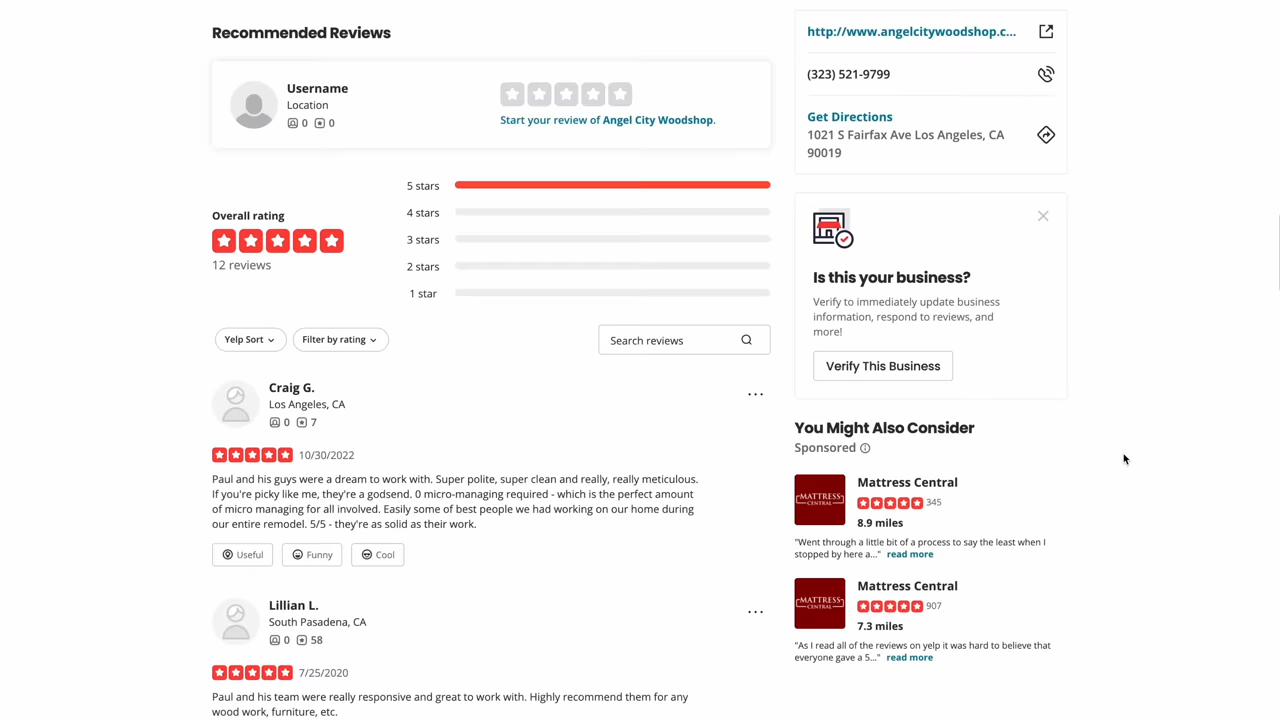 Recommended Reviews
Username
Location
0 0
Start your review of Angel City Woodshop.
Overall rating
12 reviews
5 stars
4 stars
3 stars
2 stars
1 star
Yelp Sort
Filter by rating
Search reviews
Craig G.
Los Angeles, CA
0 7
10/30/2022
Paul and his guys were a dream to work with. Super polite, super clean and really, really meticulous.
If you're picky like me, they're a godsend. 0 micro-managing required - which is the perfect amount
of micro managing for all involved. Easily some of best people we had working on our home during
our entire remodel. 5/5 - they're as solid as their work.
Useful
Funny
Cool
Lillian L.
South Pasadena, CA
0 58
7/25/2020
Paul and his team were really responsive and great to work with. Highly recommend them for any
wood work, furniture, etc.
http://www.angelcitywoodshop.c...
(323) 521-9799
Get Directions
1021 S Fairfax Ave Los Angeles, CA
90019
Is this your business?
Verify to immediately update business
information, respond to reviews, and
more!
Verify This Business
You Might Also Consider
Sponsored
MATTRESS
CENTRAL
Mattress Central
345
8.9 miles
"Went through a little bit of a process to say the least when I
stopped by here a..." read more
MATTRESS
CENTRAL
Mattress Central
907
7.3 miles
"As I read all of the reviews on yelp it was hard to believe that
everyone gave a 5..." read more